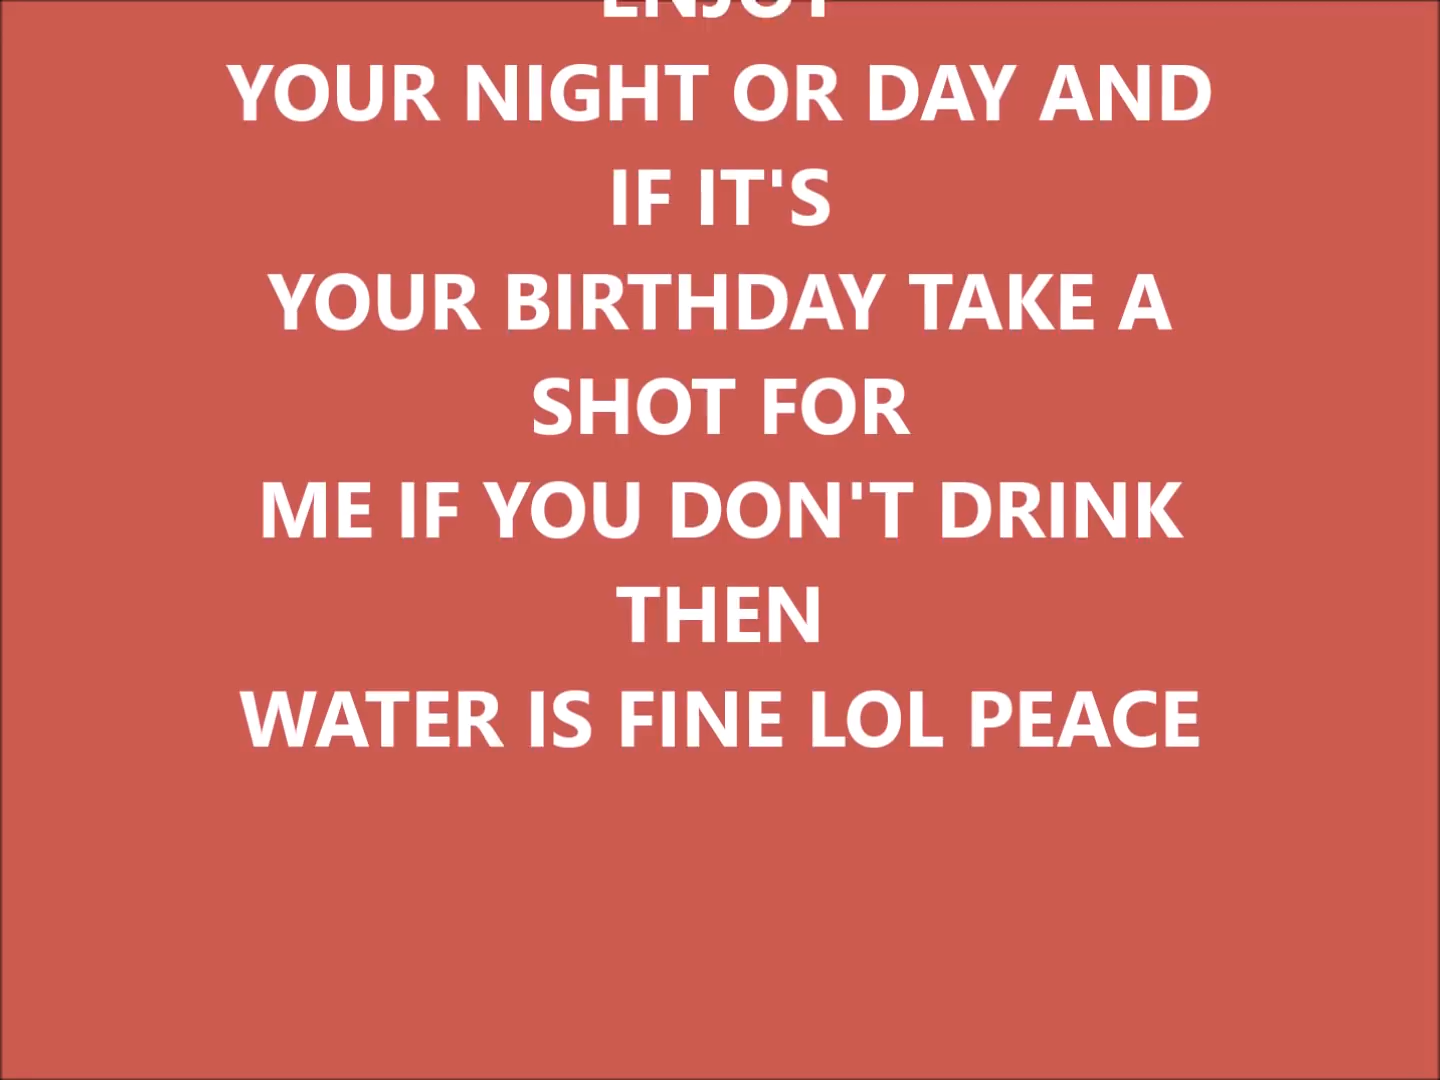 ENJOY
YOUR NIGHT OR DAY AND
IF IT'S
YOUR BIRTHDAY TAKE A
SHOT FOR
ME IF YOU DON'T DRINK
THEN
WATER IS FINE LOL PEACE